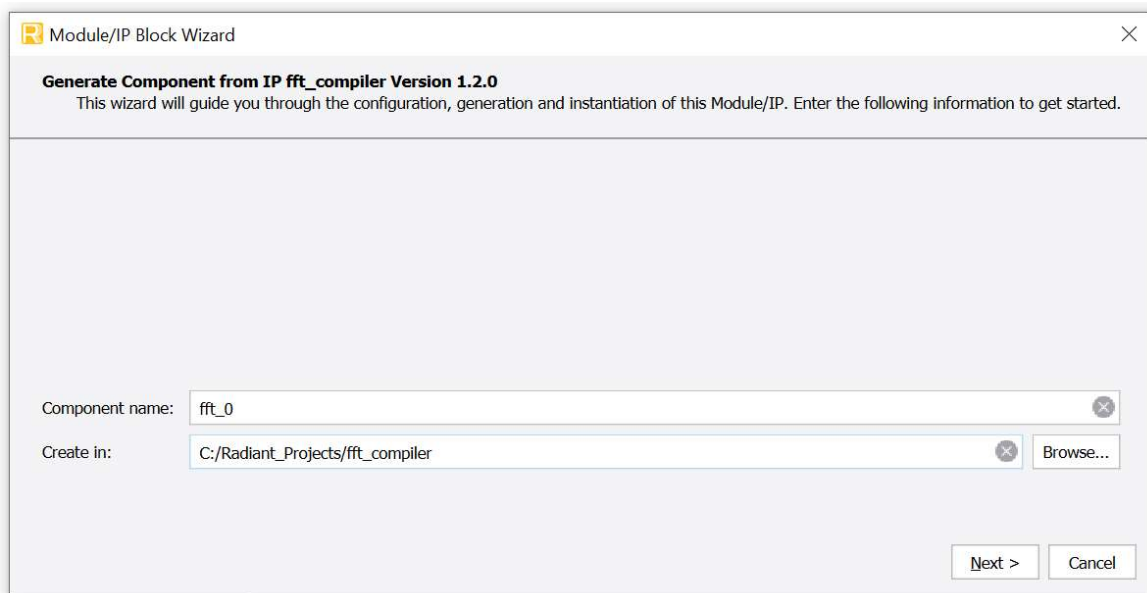 Module/IP Block Wizard
Generate Component from IP fft_compiler Version 1.2.0
This wizard will guide you through the configuration, generation and instantiation of this Module/IP. Enter the following information to get started.
Component name: fft_0
Create in: C:/Radiant_Projects/fft_compiler Browse...
Next > Cancel